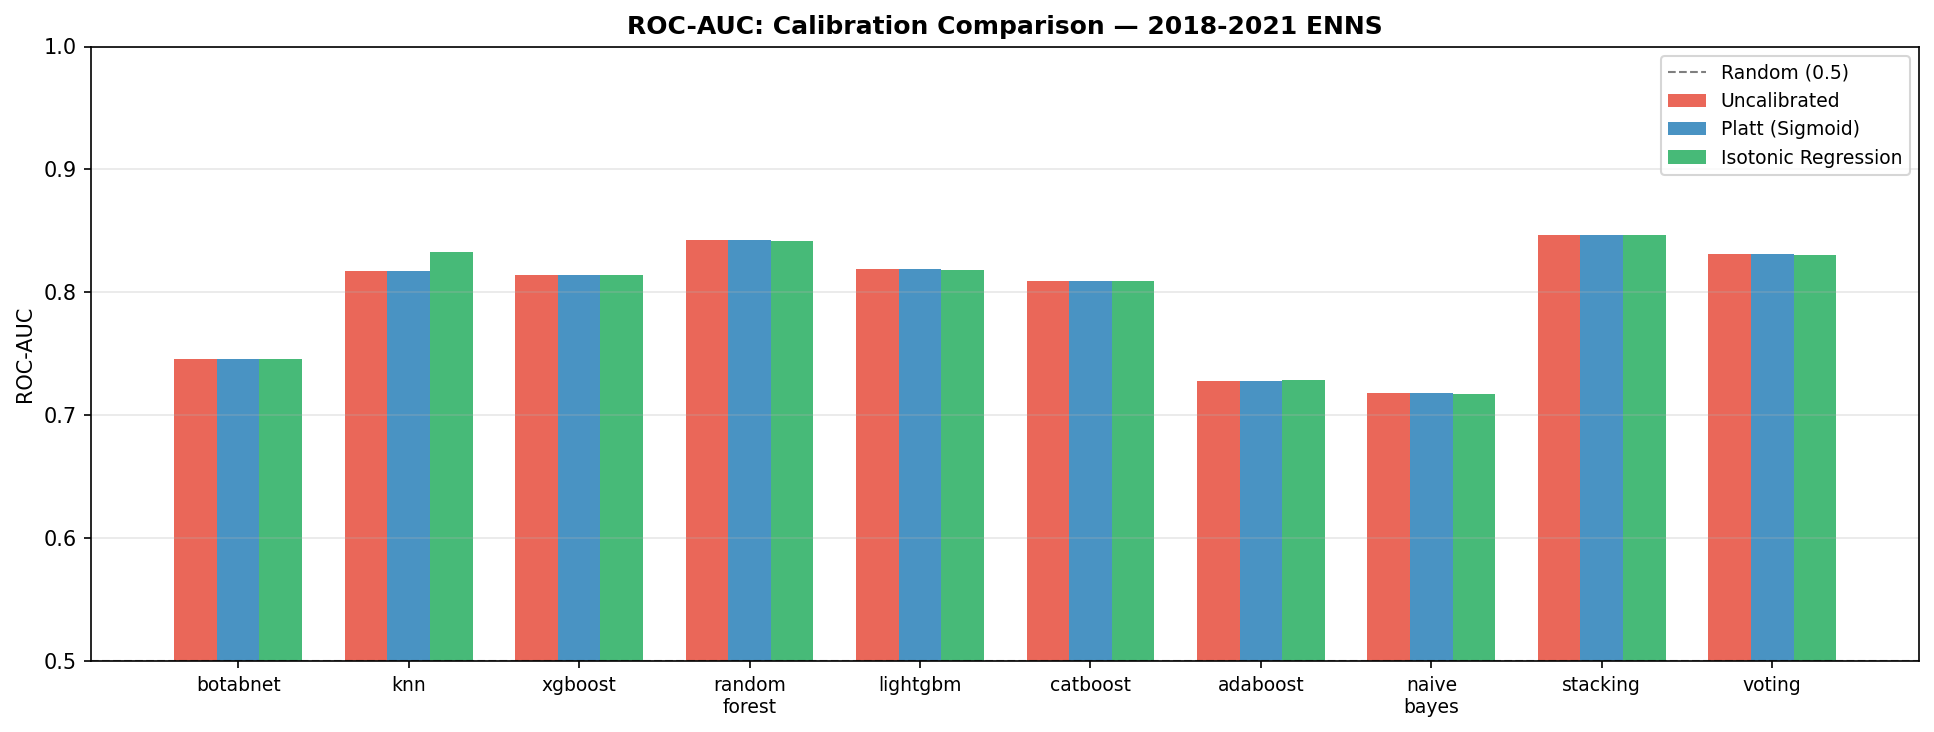 ROC-AUC: Calibration Comparison — 2018-2021 ENNS
Random (0.5)
Uncalibrated
Platt (Sigmoid)
Isotonic Regression
ROC-AUC
1.0
0.9
0.8
0.7
0.6
0.5
botabnet
knn
xgboost
random
forest
lightgbm
catboost
adaboost
naive
bayes
stacking
voting